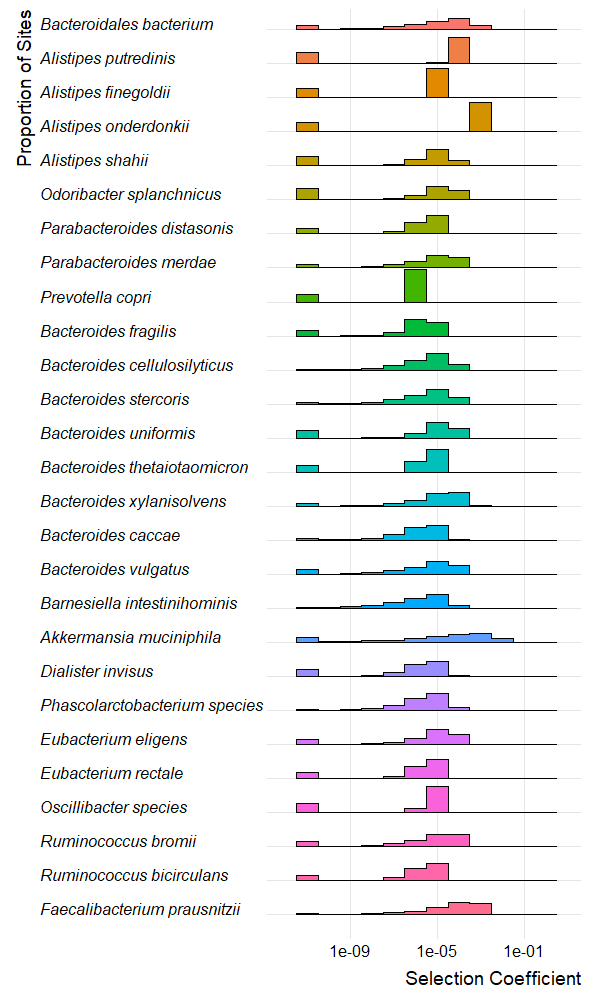 Proportion of Sites
Bacteroidales bacterium
Alistipes putredinis
Alistipes finegoldii
Alistipes onderdonkii
Alistipes shahii
Odoribacter splanchnicus
Parabacteroides distasonis
Parabacteroides merdae
Prevotella copri
Bacteroides fragilis
Bacteroides cellulosilyticus
Bacteroides stercoris
Bacteroides uniformis
Bacteroides thetaiotaomicron
Bacteroides xylanisolvens
Bacteroides caccae
Bacteroides vulgatus
Barnesiella intestinihominis
Akkermansia muciniphila
Dialister invisus
Phascolarctobacterium species
Eubacterium eligens
Eubacterium rectale
Oscillibacter species
Ruminococcus bromii
Ruminococcus bicirculans
Faecalibacterium prausnitzii
1e-09 1e-05 1e-01
Selection Coefficient